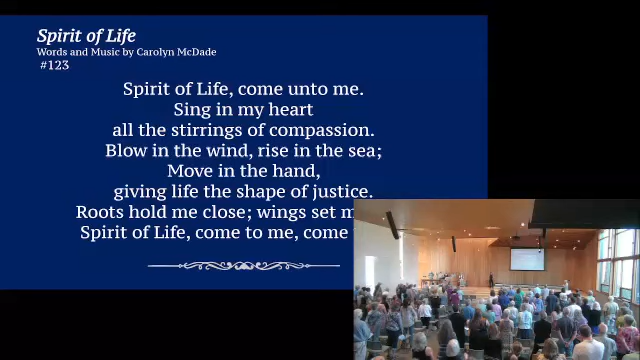 Spirit of Life
Words and Music by Carolyn McDade
#123
Spirit of Life, come unto me.
Sing in my heart
all the stirrings of compassion.
Blow in the wind, rise in the sea;
Move in the hand,
giving life the shape of justice.
Roots hold me close; wings set
Spirit of Life, come to me, come